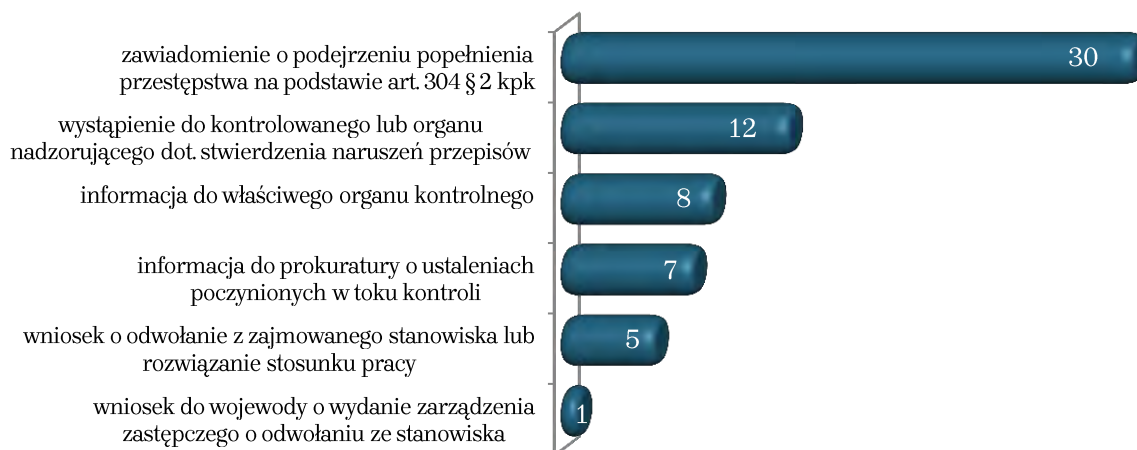 zawiadomienie o podejrzeniu popełnienia
przestępstwa na podstawie art. 304 § 2 kpk
30
wystąpienie do kontrolowanego lub organu
nadzorującego dot. stwierdzenia naruszeń przepisów
12
informacja do właściwego organu kontrolnego
8
informacja do prokuratury o ustaleniach
poczynionych w toku kontroli
7
wniosek o odwołanie z zajmowanego stanowiska lub
rozwiązanie stosunku pracy
5
wniosek do wojewody o wydanie zarządzenia
zastępczego o odwołaniu ze stanowiska
1